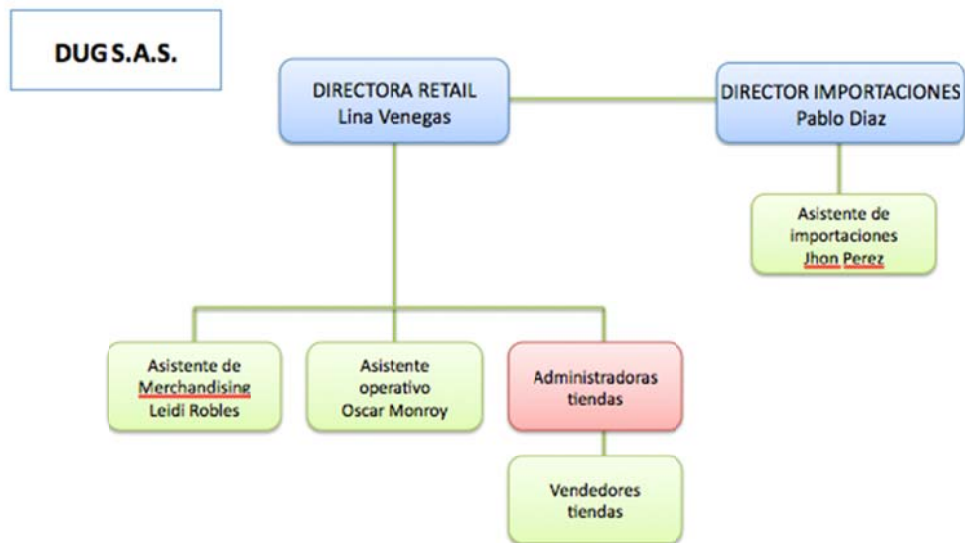 DUG S.A.S.
DIRECTORA RETAIL
Lina Venegas
DIRECTOR IMPORTACIONES
Pablo Diaz
Asistente de
importaciones
Jhon Perez
Asistente de
Merchandising
Leidi Robles
Asistente
operativo
Oscar Monroy
Administradoras
tiendas
Vendedores
tiendas